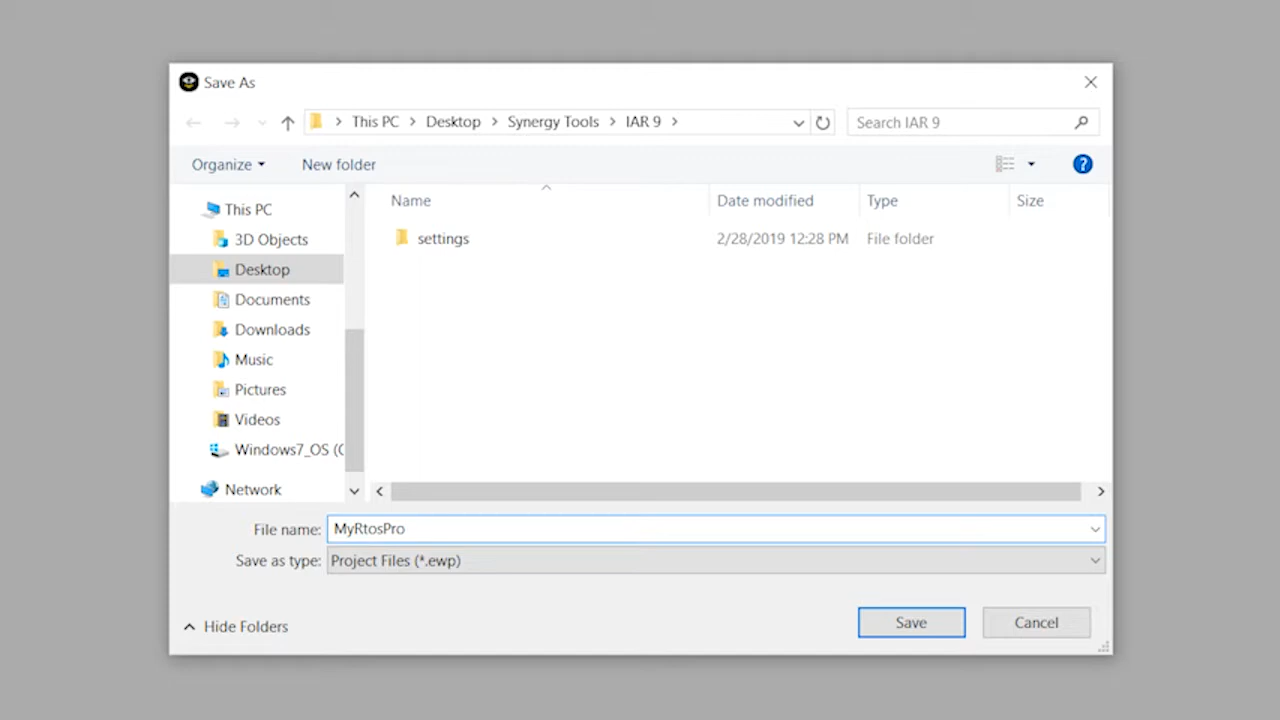 Save As
This PC > Desktop > Synergy Tools > IAR 9 >
Search IAR 9
Organize
New folder
?
Name
Date modified
Type
Size
This PC
3D Objects
Desktop
Documents
Downloads
Music
Pictures
Videos
Windows7_OS (
Network
settings
2/28/2019 12:28 PM
File folder
File name: MyRtosPro
Save as type: Project Files (*.ewp)
Hide Folders
Save
Cancel